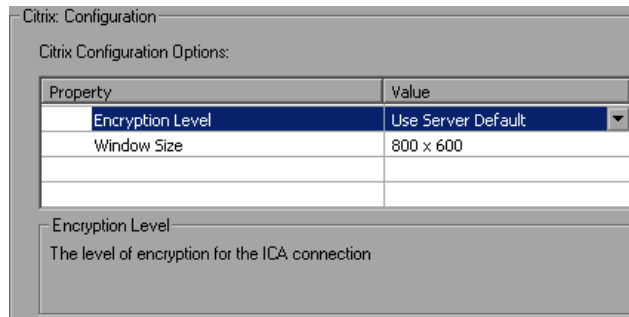 Citrix: Configuration
Citrix Configuration Options:
Property Value
Encryption Level Use Server Default
Window Size 800 x 600
Encryption Level
The level of encryption for the ICA connection